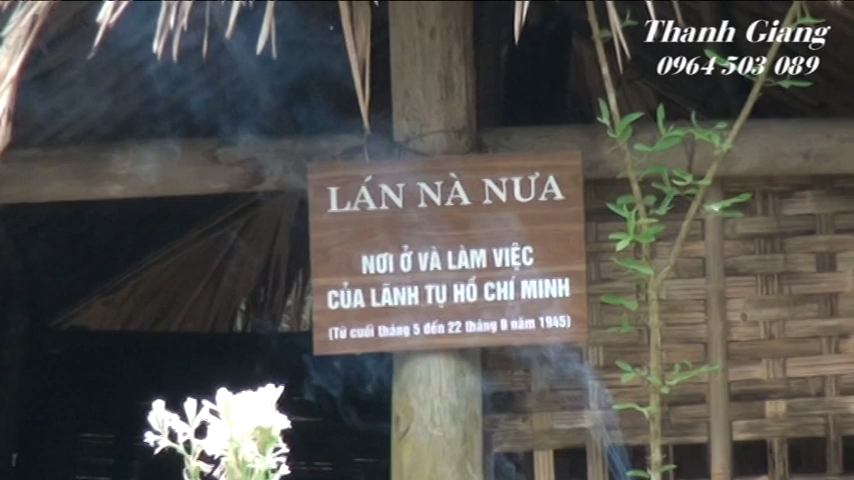 Thanh Giang
0964 503 089
LÁN NÀ NƯA
NƠI Ở VÀ LÀM VIỆC
CỦA LÃNH TỤ HỒ CHÍ MINH
(Từ cuối tháng 5 đến 22 tháng 8 năm 1945)